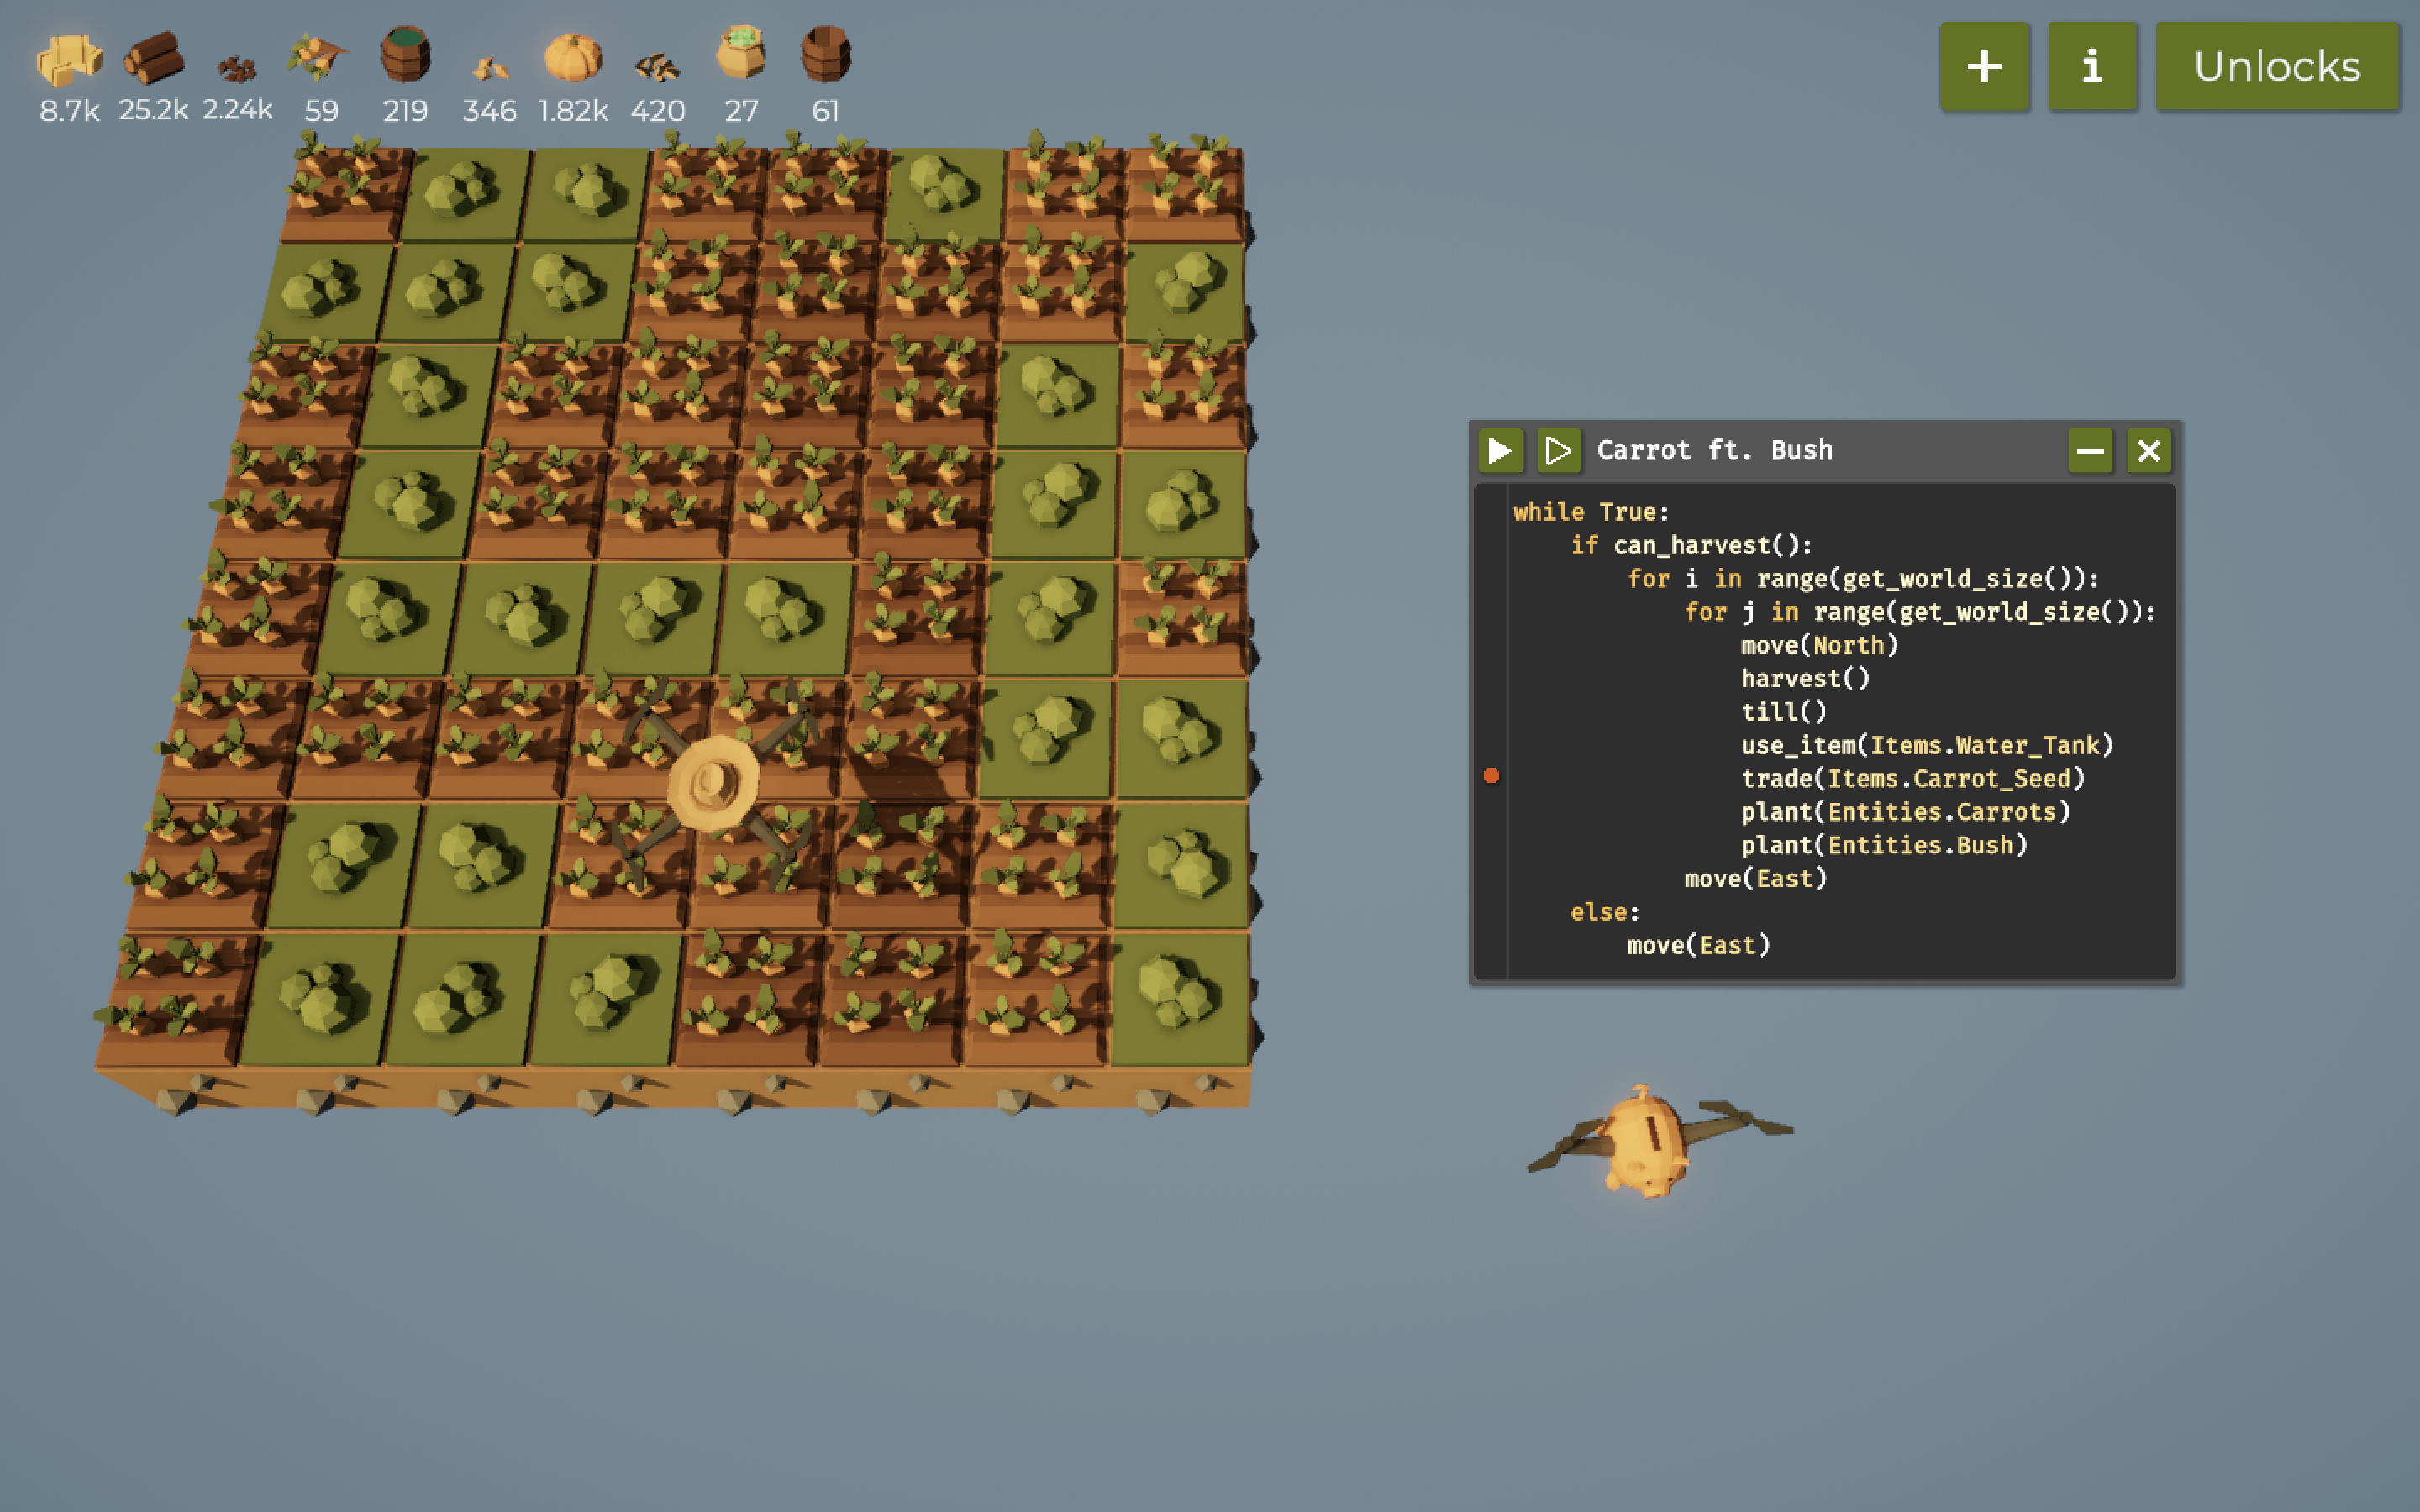 8.7k 25.2k 2.24k 59 219 346 1.82k 420 27 61
+ i Unlocks
Carrot ft. Bush
while True:
    if can_harvest():
        for i in range(get_world_size()):
            for j in range(get_world_size()):
                move(North)
                harvest()
                till()
                use_item(Items.Water_Tank)
                trade(Items.Carrot_Seed)
                plant(Entities.Carrots)
                plant(Entities.Bush)
            move(East)
    else:
        move(East)